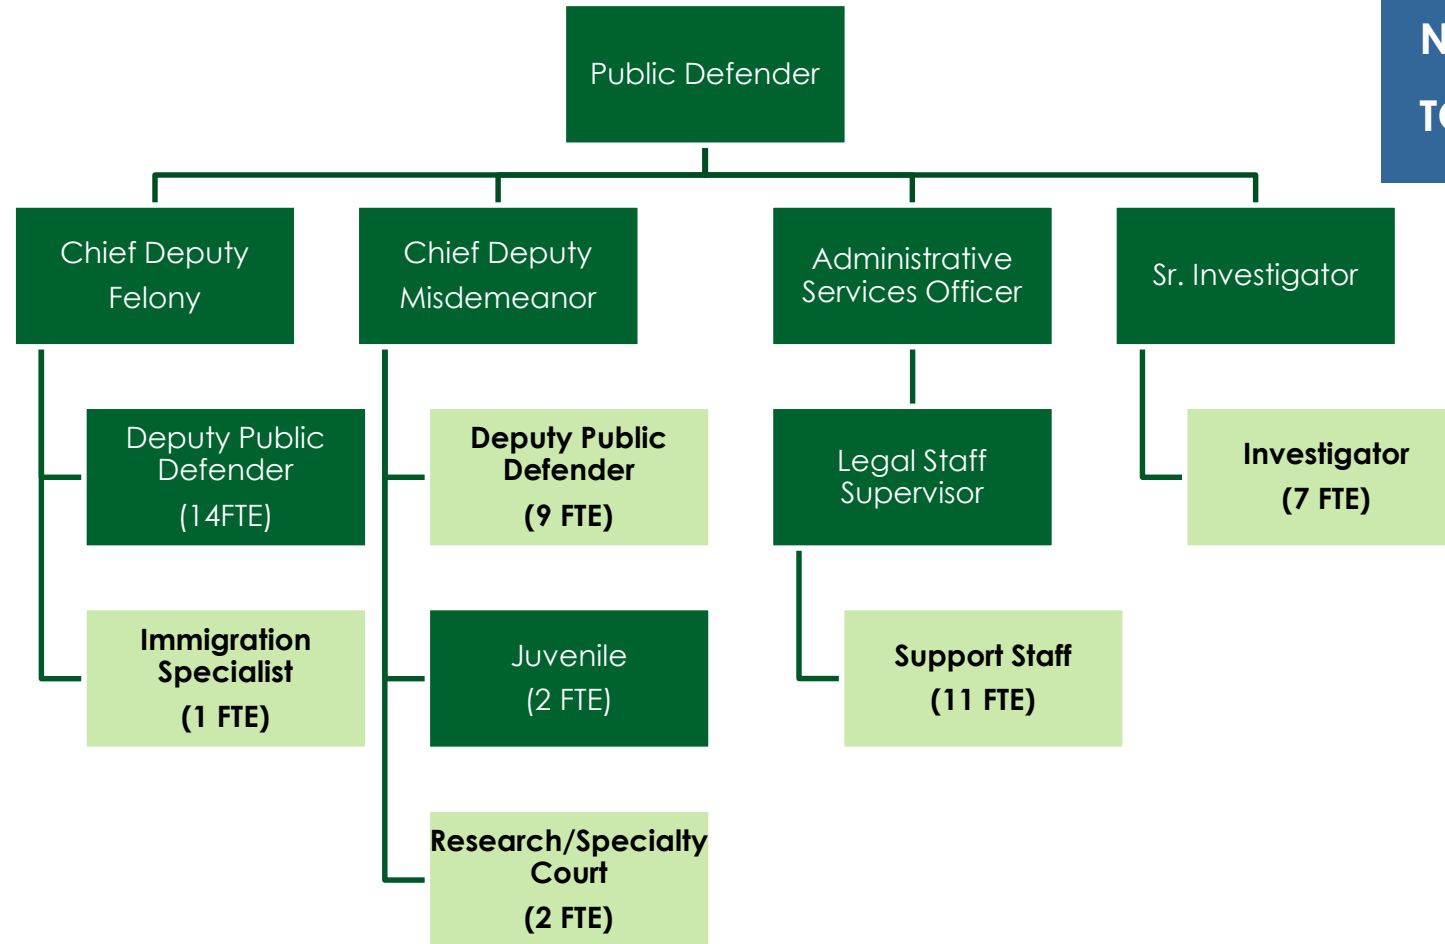 Public Defender
Chief Deputy
Felony
Chief Deputy
Misdemeanor
Administrative
Services Officer
Sr. Investigator
Deputy Public
Defender
(14FTE)
Deputy Public
Defender
(9 FTE)
Legal Staff
Supervisor
Investigator
(7 FTE)
Immigration
Specialist
(1 FTE)
Juvenile
(2 FTE)
Support Staff
(11 FTE)
Research/Specialty
Court
(2 FTE)